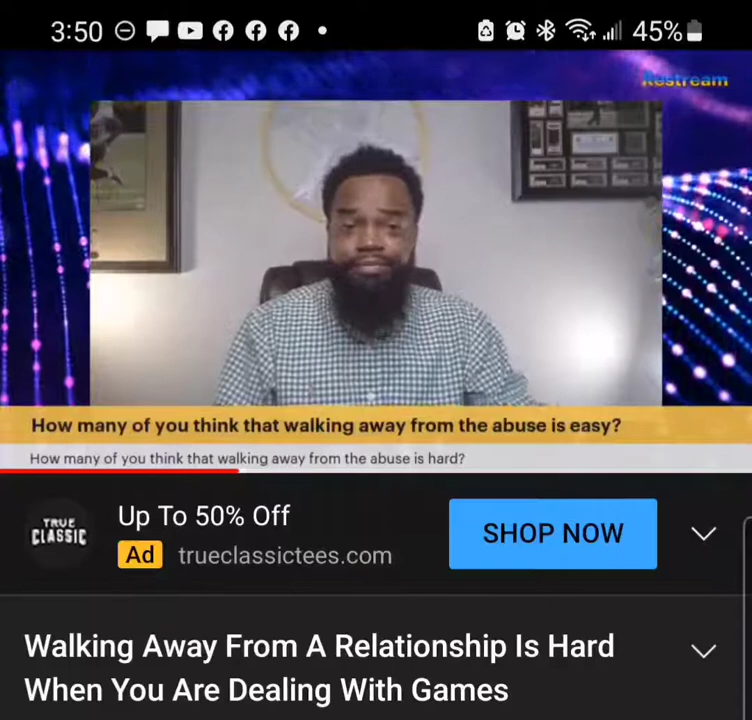 3:50
45%
Restream
How many of you think that walking away from the abuse is easy?
How many of you think that walking away from the abuse is hard?
TRUE
CLASSIC
Up To 50% Off
SHOP NOW
Ad trueclassictees.com
Walking Away From A Relationship Is Hard
When You Are Dealing With Games